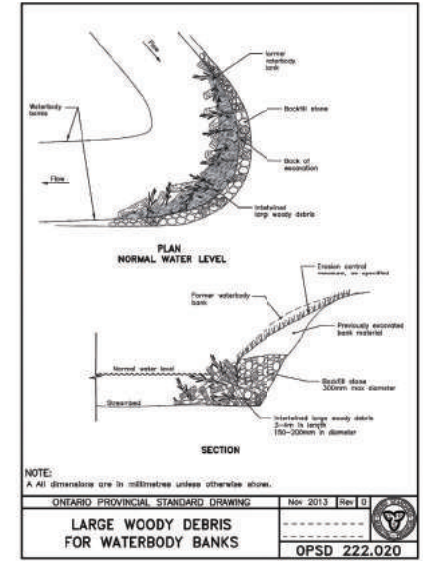 Flow
former
waterbody
bank
Backfill stone
Back of
excavation
Intertwined
large woody debris
Waterbody
banks
Flow
PLAN
NORMAL WATER LEVEL
Erosion control
as specified
Former waterbody
bank
Previously excavated
bank material
Normal water level
Backfill stone
300mm max diameter
Streambed
Intertwined large woody debris
2-4m in length
150-200mm in diameter
SECTION
NOTE:
A All dimensions are in millimetres unless otherwise shown.
ONTARIO PROVINCIAL STANDARD DRAWING
Nov 2013
Rev 0
LARGE WOODY DEBRIS
FOR WATERBODY BANKS
OPSD 222.020